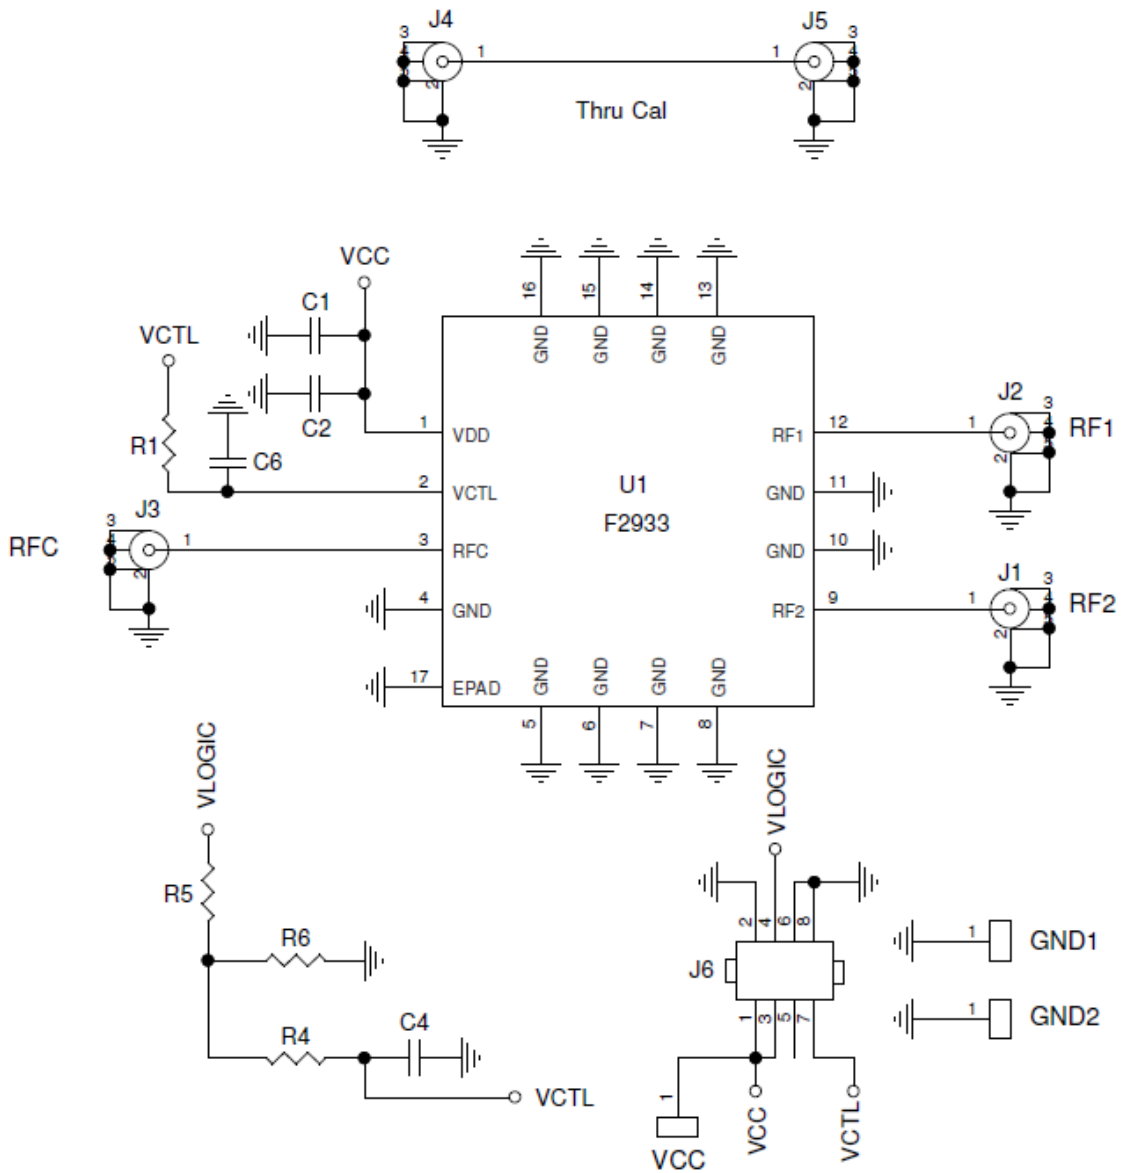 J4
J5
3
4
5
2
1
1
3
4
5
2
Thru Cal
VCC
C1
C2
VCTL
R1
C6
16
15
14
13
GND
GND
GND
GND
1
VDD
2
VCTL
3
RFC
4
GND
17
EPAD
U1
F2933
RF1
12
GND
11
GND
10
RF2
9
GND
GND
GND
GND
5
6
7
8
J2
1
3
4
2
RF1
J1
1
3
4
2
RF2
RFC
J3
3
4
2
1
VLOGIC
R5
R6
R4
C4
VCTL
VLOGIC
2
4
6
8
J6
1
3
5
7
1
VCC
VCC
VCTL
1
GND1
1
GND2